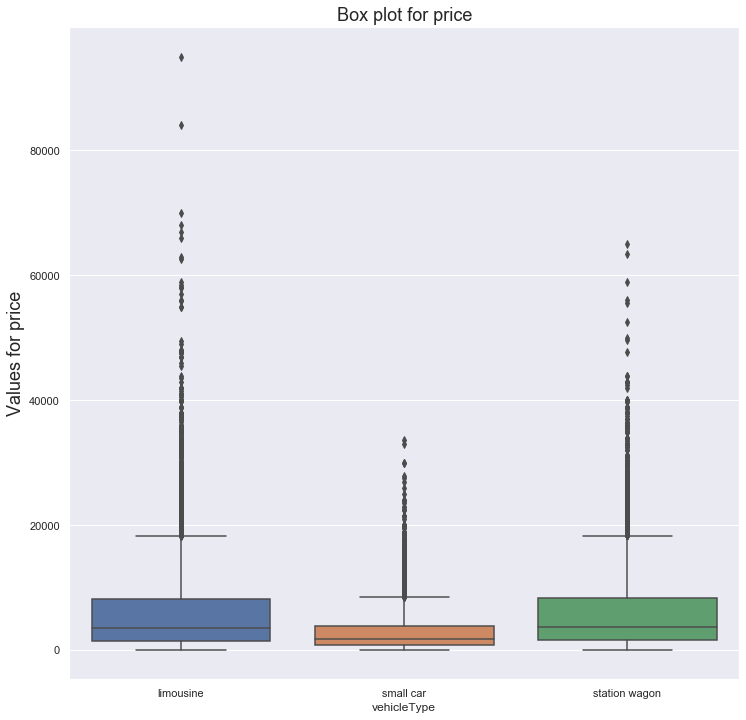 Box plot for price
Values for price
80000
60000
40000
20000
0
limousine
small car
station wagon
vehicleType